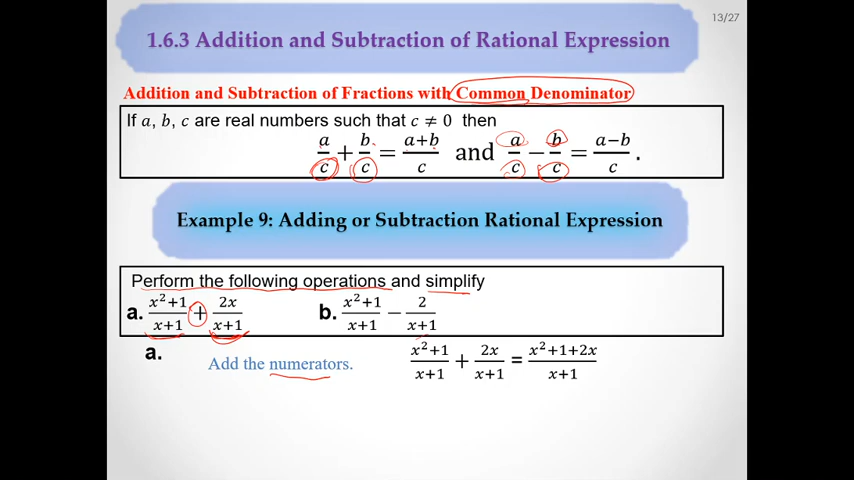 13/27
1.6.3 Addition and Subtraction of Rational Expression
Addition and Subtraction of Fractions with Common Denominator
If a, b, c are real numbers such that c ≠ 0 then
a/c + b/c = a+b/c and a/c − b/c = a−b/c .
Example 9: Adding or Subtraction Rational Expression
Perform the following operations and simplify
a. x²+1/x+1 + 2x/x+1 b. x²+1/x+1 − 2/x+1
a.
Add the numerators. x²+1/x+1 + 2x/x+1 = x²+1+2x/x+1